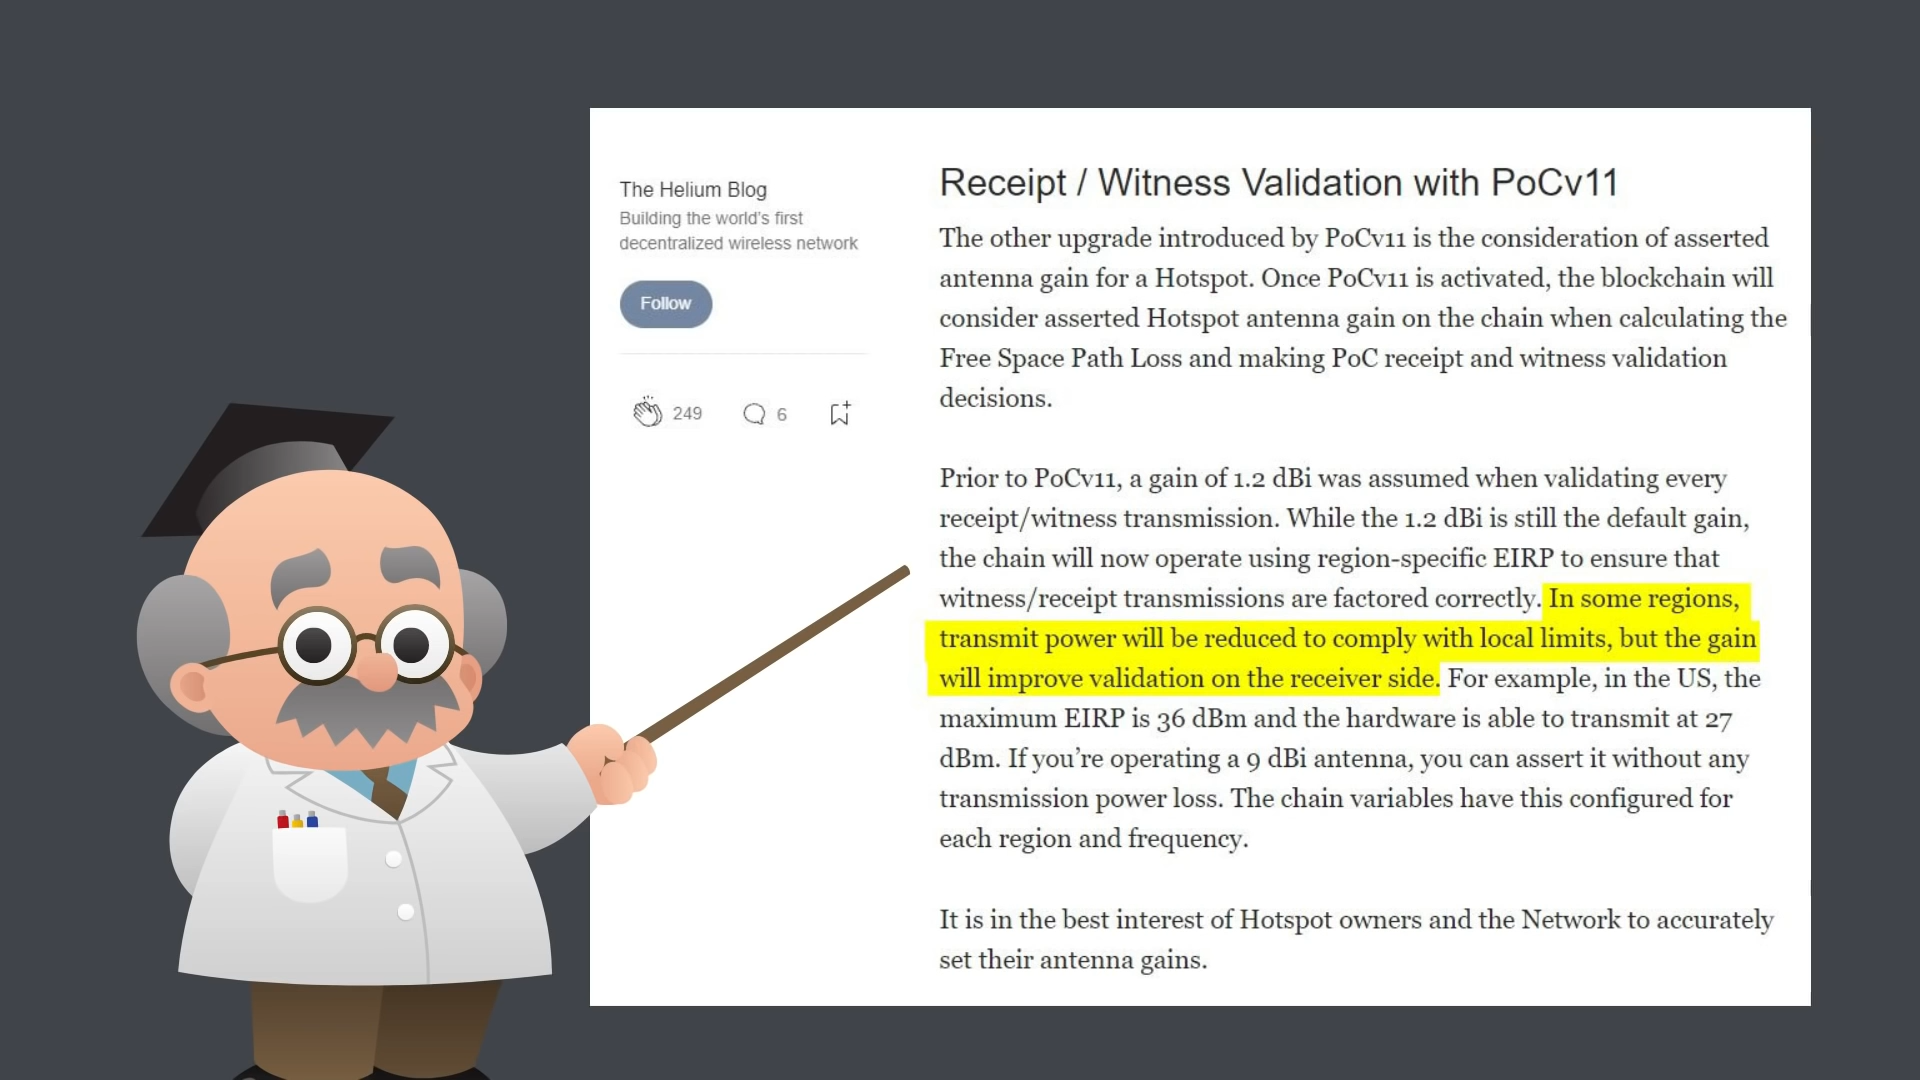 The Helium Blog
Building the world's first
decentralized wireless network
Follow
249
6
Receipt / Witness Validation with PoCv11
The other upgrade introduced by PoCv11 is the consideration of asserted
antenna gain for a Hotspot. Once PoCv11 is activated, the blockchain will
consider asserted Hotspot antenna gain on the chain when calculating the
Free Space Path Loss and making PoC receipt and witness validation
decisions.
Prior to PoCv11, a gain of 1.2 dBi was assumed when validating every
receipt/witness transmission. While the 1.2 dBi is still the default gain,
the chain will now operate using region-specific EIRP to ensure that
witness/receipt transmissions are factored correctly. In some regions,
transmit power will be reduced to comply with local limits, but the gain
will improve validation on the receiver side. For example, in the US, the
maximum EIRP is 36 dBm and the hardware is able to transmit at 27
dBm. If you’re operating a 9 dBi antenna, you can assert it without any
transmission power loss. The chain variables have this configured for
each region and frequency.
It is in the best interest of Hotspot owners and the Network to accurately
set their antenna gains.